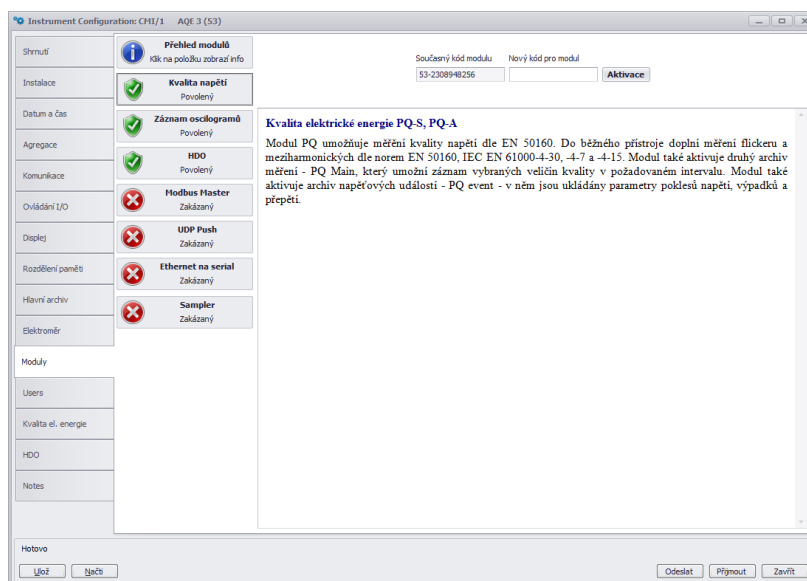 Instrument Configuration: CMI/1 AQE 3 (53)
Shrnutí
Instalace
Datum a čas
Agregace
Komunikace
Ovládání I/O
Displej
Rozdělení paměti
Hlavní archiv
Elektroměr
Moduly
Users
Kvalita el. energie
HDO
Notes
Přehled modulů
Klik na položku zobrazí info
Kvalita napětí
Povolený
Záznam oscilogramů
Povolený
HDO
Povolený
Modbus Master
Zakázaný
UDP Push
Zakázaný
Ethernet na serial
Zakázaný
Sampler
Zakázaný
Současný kód modulu Nový kód pro modul
53-2308948256 Aktivace
Kvalita elektrické energie PQ-S, PQ-A
Modul PQ umožňuje měření kvality napětí dle EN 50160. Do běžného přístroje doplní měření flickeru a
meziharmonických dle norem EN 50160, IEC EN 61000-4-30, -4-7 a -4-15. Modul také aktivuje druhý archiv
měření - PQ Main, který umožní záznam vybraných veličin kvality v požadovaném intervalu. Modul také
aktivuje archiv napěťových událostí - PQ event - v něm jsou ukládány parametry poklesů napětí, výpadků a
přepětí.
Hotovo
Ulož Načti Odeslat Přijmout Zavřít